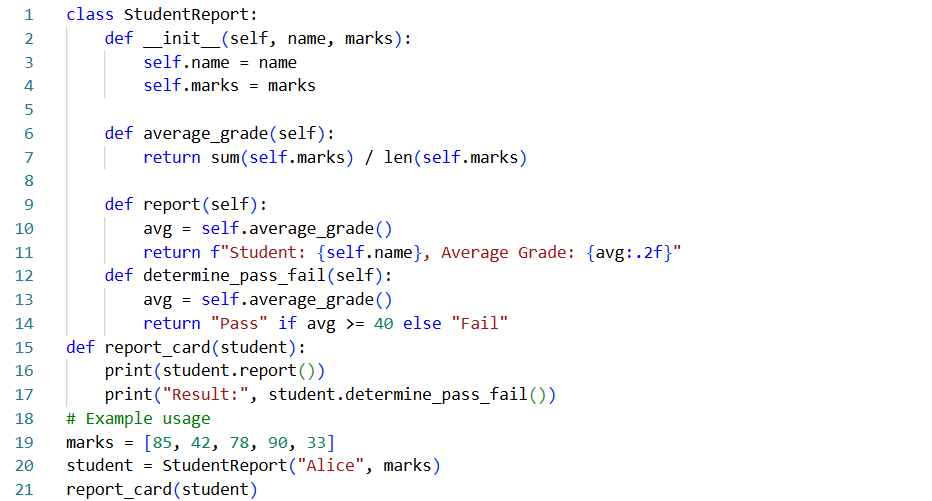 1 class StudentReport:
2     def __init__(self, name, marks):
3         self.name = name
4         self.marks = marks
5
6     def average_grade(self):
7         return sum(self.marks) / len(self.marks)
8
9     def report(self):
10         avg = self.average_grade()
11         return f"Student: {self.name}, Average Grade: {avg:.2f}"
12     def determine_pass_fail(self):
13         avg = self.average_grade()
14         return "Pass" if avg >= 40 else "Fail"
15 def report_card(student):
16     print(student.report())
17     print("Result:", student.determine_pass_fail())
18 # Example usage
19 marks = [85, 42, 78, 90, 33]
20 student = StudentReport("Alice", marks)
21 report_card(student)